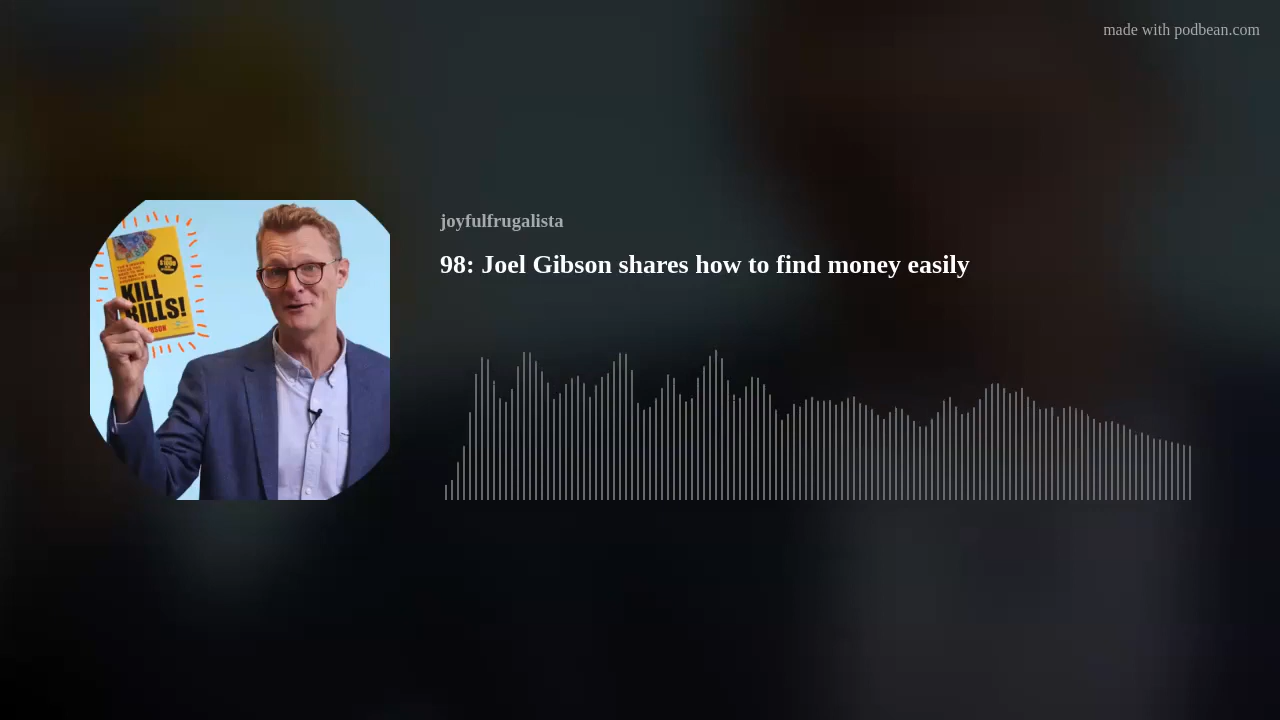 made with podbean.com
joyfulfrugalista
98: Joel Gibson shares how to find money easily
KILL
BILLS!